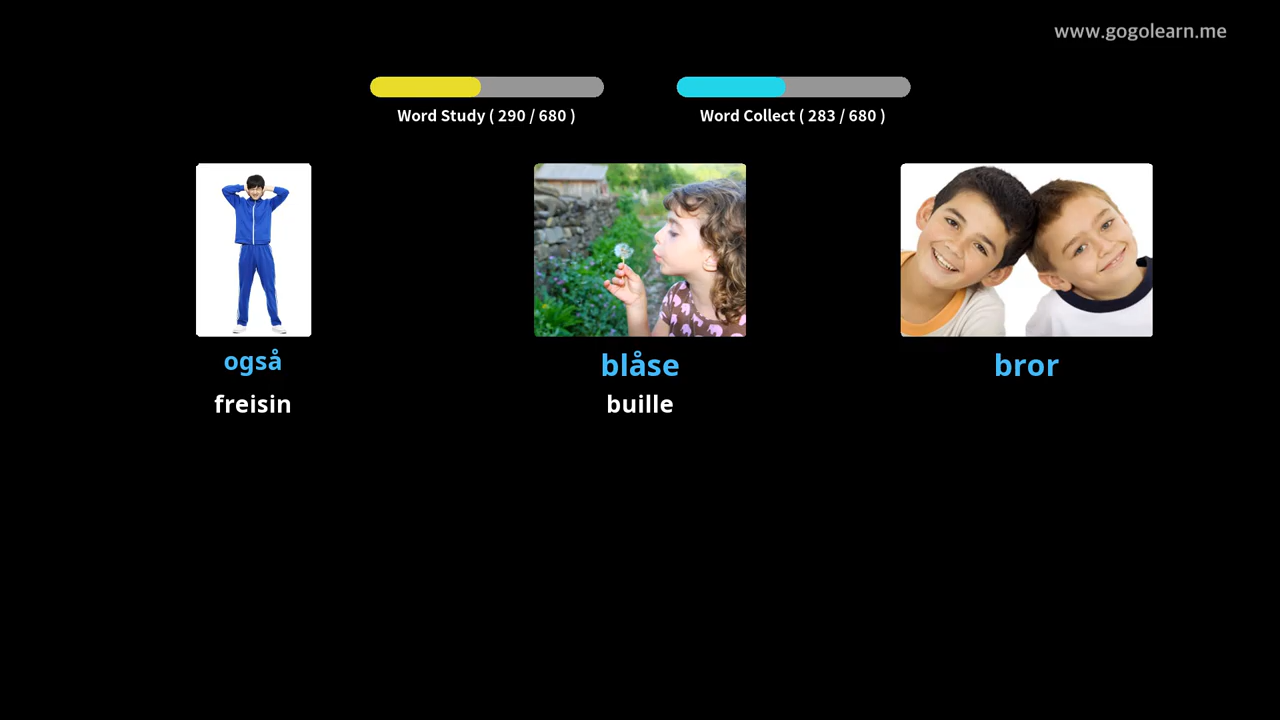 www.gogolearn.me
Word Study ( 290 / 680 )
Word Collect ( 283 / 680 )
også
blåse
bror
freisin
buille